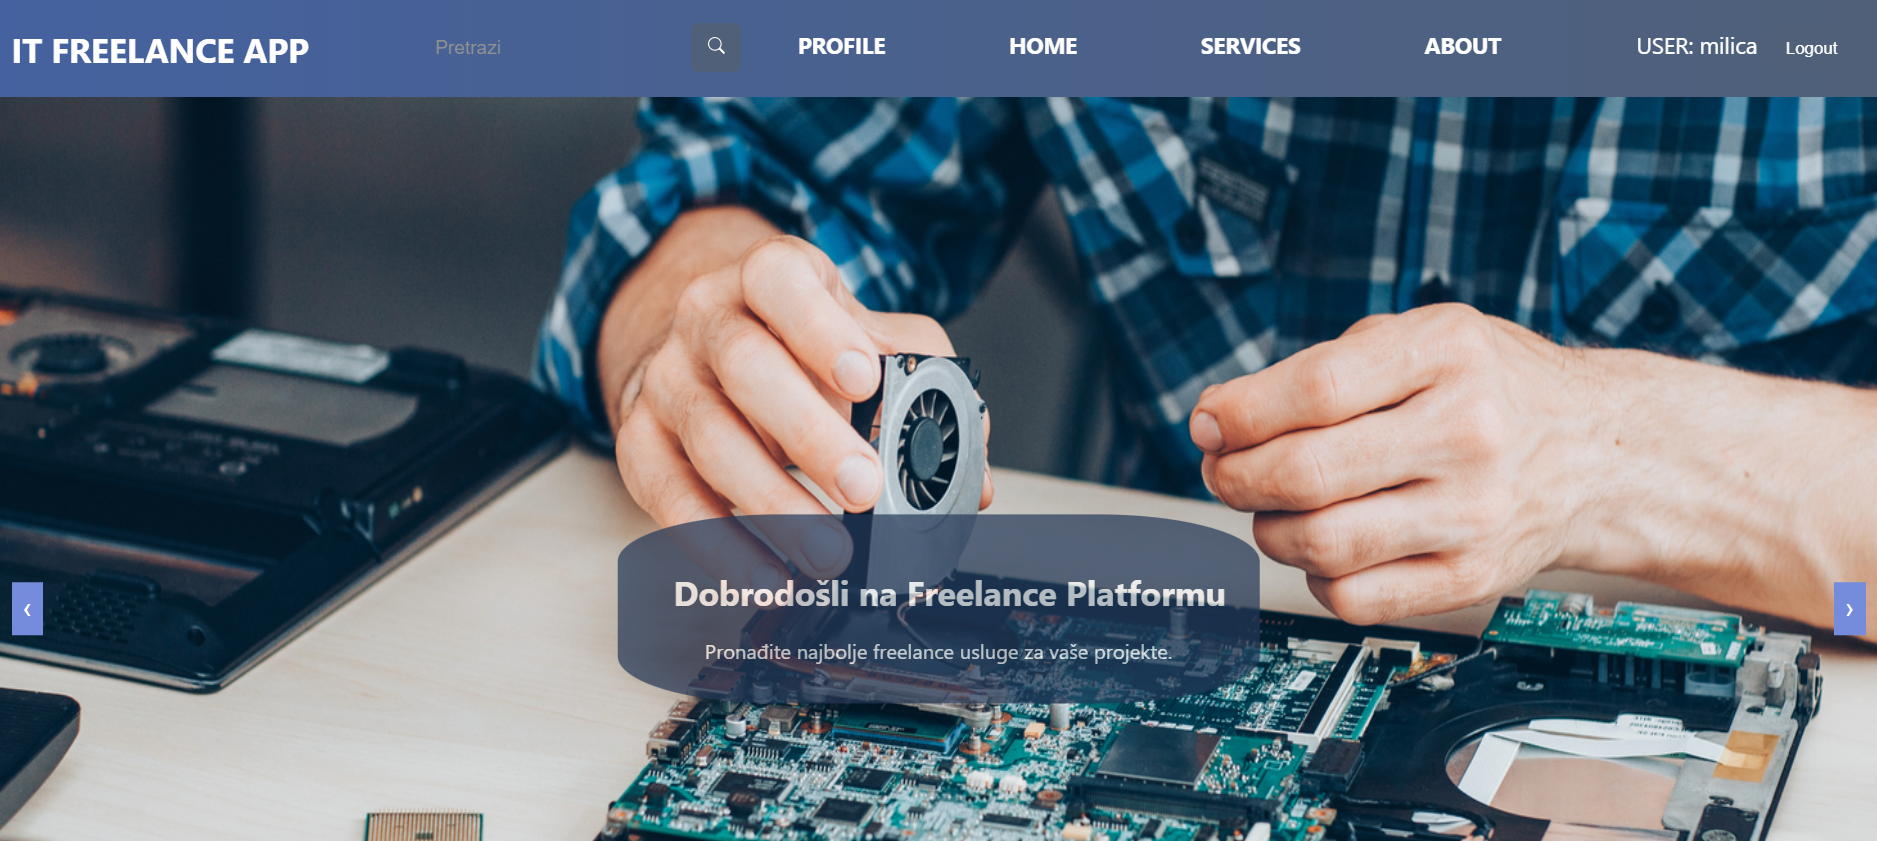 IT FREELANCE APP
Pretrazi
PROFILE
HOME
SERVICES
ABOUT
USER: milica
Logout
Dobrodošli na Freelance Platformu
Pronađite najbolje freelance usluge za vaše projekte.